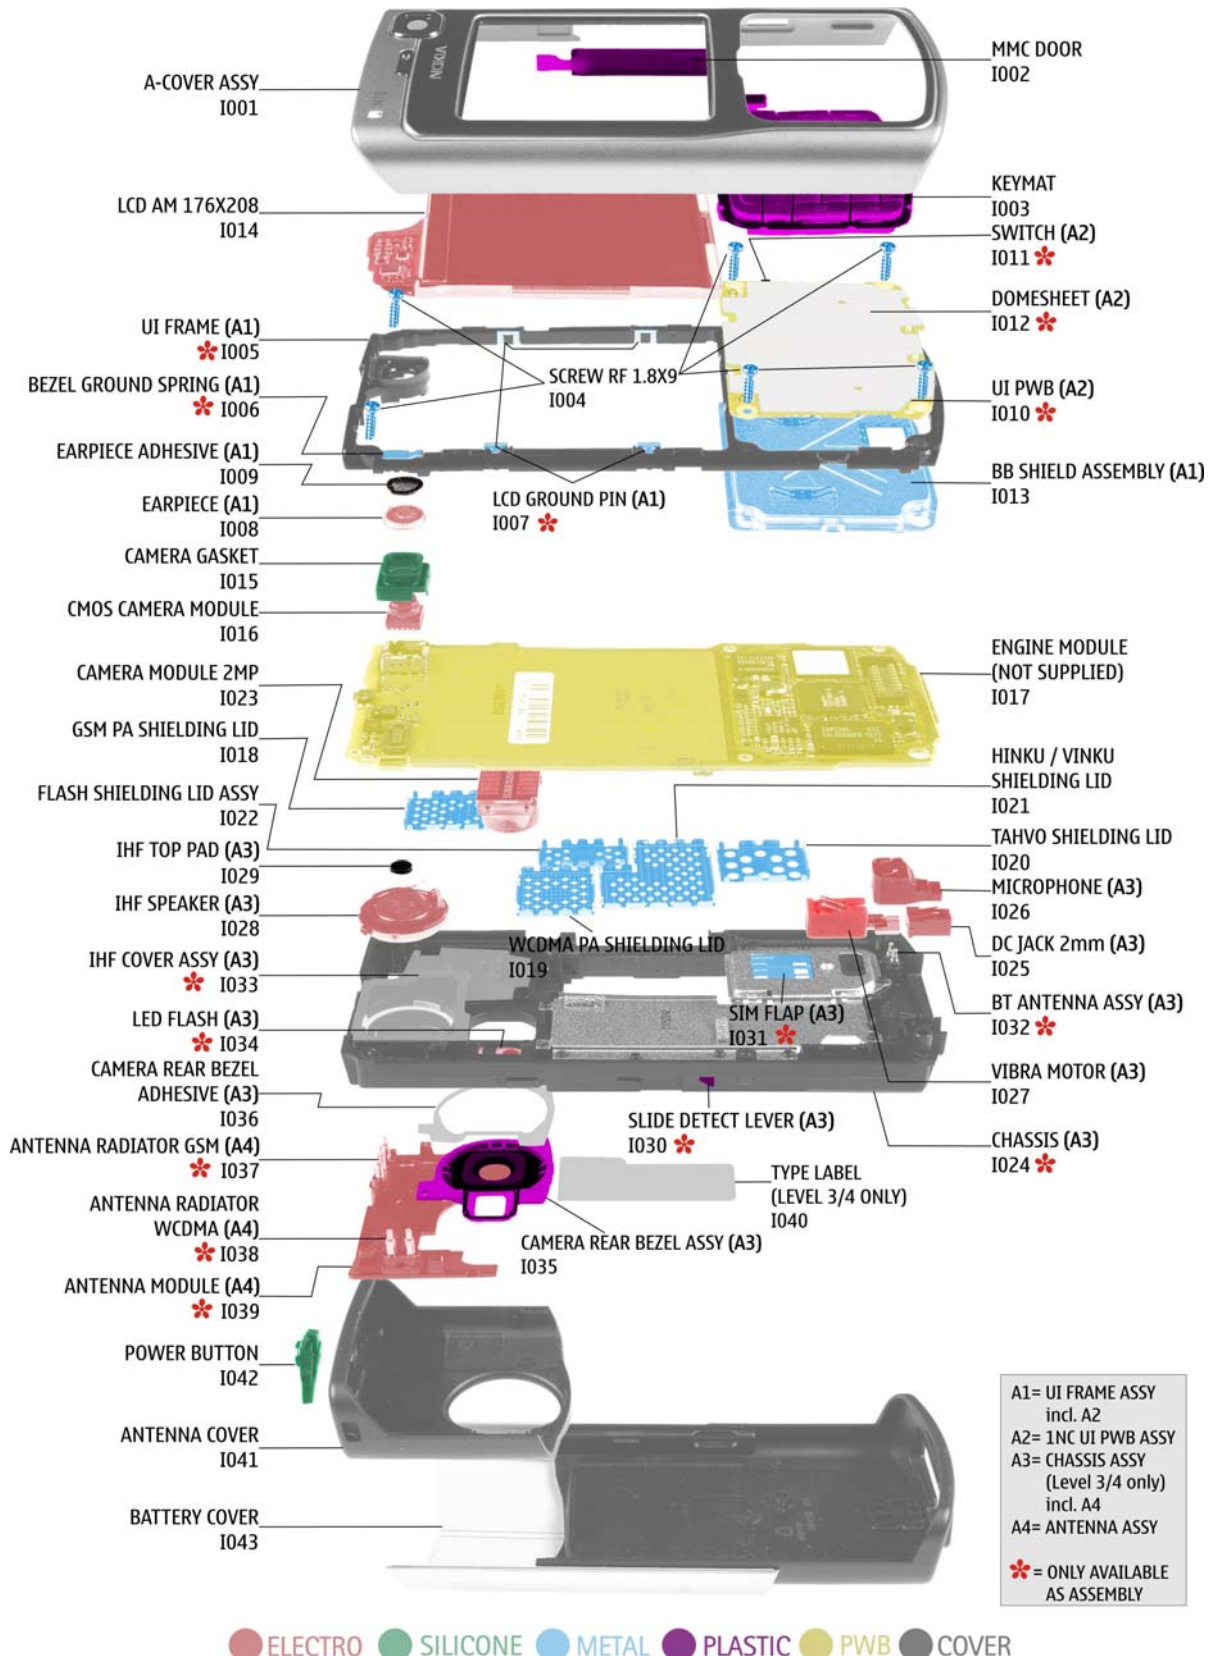 NOKIA
A-COVER ASSY
I001
MMC DOOR
I002
LCD AM 176X208
I014
KEYMAT
I003
SWITCH (A2)
I011
DOMESHEET (A2)
I012
UI FRAME (A1)
I005
SCREW RF 1.8X9
I004
BEZEL GROUND SPRING (A1)
I006
UI PWB (A2)
I010
EARPIECE ADHESIVE (A1)
I009
BB SHIELD ASSEMBLY (A1)
I013
LCD GROUND PIN (A1)
I007
EARPIECE (A1)
I008
CAMERA GASKET
I015
CMOS CAMERA MODULE
I016
ENGINE MODULE
(NOT SUPPLIED)
I017
CAMERA MODULE 2MP
I023
GSM PA SHIELDING LID
I018
HINKU / VINKU
SHIELDING LID
I021
FLASH SHIELDING LID ASSY
I022
TAHVO SHIELDING LID
I020
IHF TOP PAD (A3)
I029
MICROPHONE (A3)
I026
IHF SPEAKER (A3)
I028
WCDMA PA SHIELDING LID
I019
DC JACK 2mm (A3)
I025
IHF COVER ASSY (A3)
I033
BT ANTENNA ASSY (A3)
I032
SIM FLAP (A3)
I031
LED FLASH (A3)
I034
VIBRA MOTOR (A3)
I027
CAMERA REAR BEZEL
ADHESIVE (A3)
I036
SLIDE DETECT LEVER (A3)
I030
CHASSIS (A3)
I024
ANTENNA RADIATOR GSM (A4)
I037
TYPE LABEL
(LEVEL 3/4 ONLY)
I040
ANTENNA RADIATOR
WCDMA (A4)
I038
CAMERA REAR BEZEL ASSY (A3)
I035
ANTENNA MODULE (A4)
I039
POWER BUTTON
I042
ANTENNA COVER
I041
BATTERY COVER
I043
A1= UI FRAME ASSY
incl. A2
A2= 1NC UI PWB ASSY
A3= CHASSIS ASSY
(Level 3/4 only)
incl. A4
A4= ANTENNA ASSY
= ONLY AVAILABLE
AS ASSEMBLY
ELECTRO SILICONE METAL PLASTIC PWB COVER